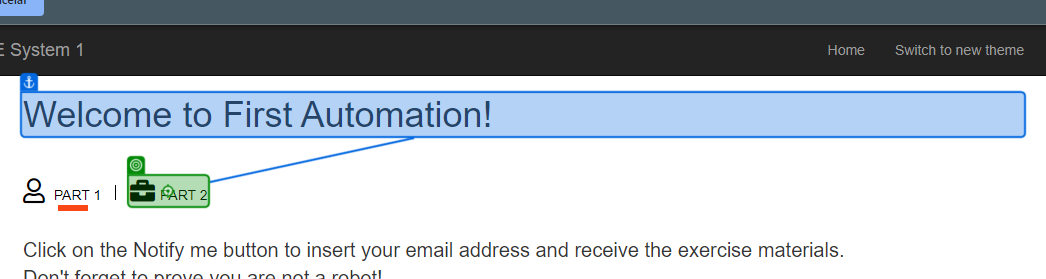 E System 1
Home
Switch to new theme
Welcome to First Automation!
PART 1 | PART 2
Click on the Notify me button to insert your email address and receive the exercise materials.
Don't forget to prove you are not a robot!